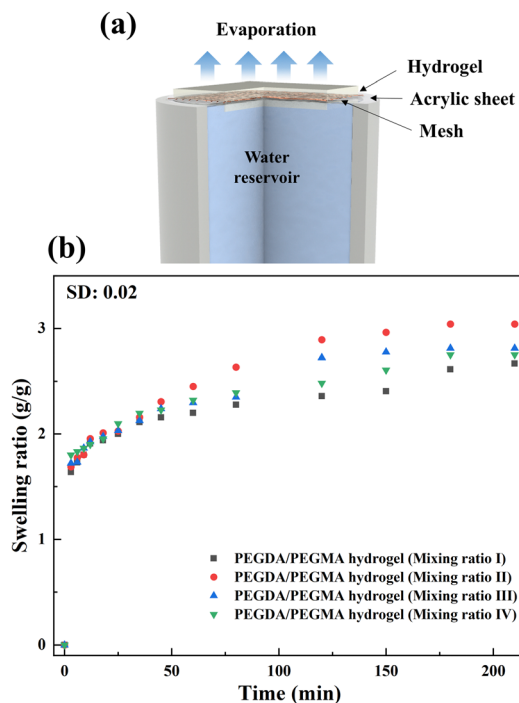 (a)
Evaporation
Hydrogel
Acrylic sheet
Mesh
Water
reservoir
(b)
SD: 0.02
3
2
1
0
Swelling ratio (g/g)
PEGDA/PEGMA hydrogel (Mixing ratio I)
PEGDA/PEGMA hydrogel (Mixing ratio II)
PEGDA/PEGMA hydrogel (Mixing ratio III)
PEGDA/PEGMA hydrogel (Mixing ratio IV)
0 50 100 150 200
Time (min)